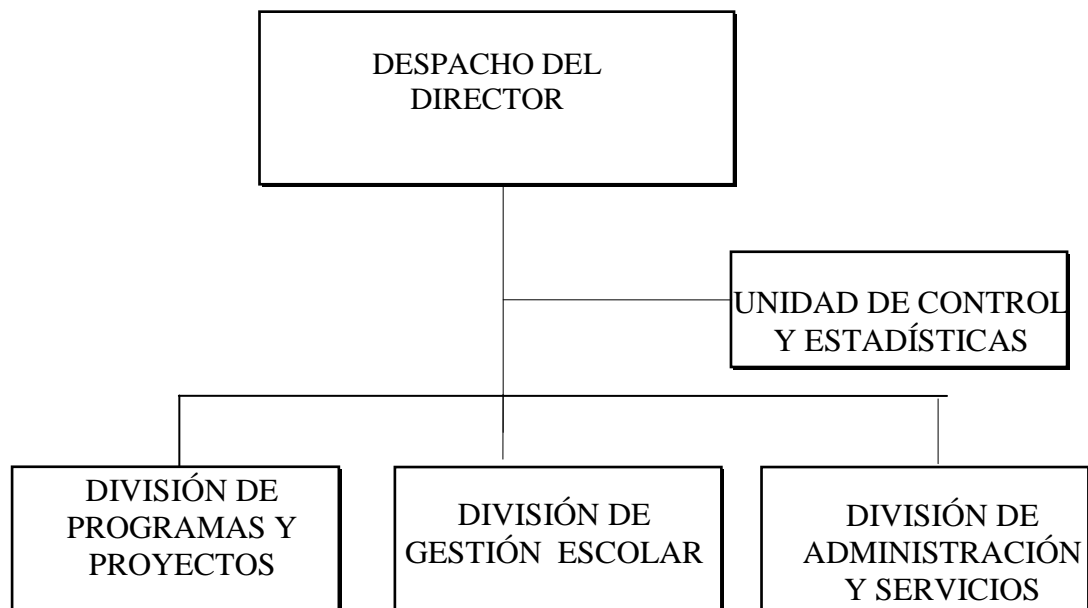 DESPACHO DEL
DIRECTOR
UNIDAD DE CONTROL
Y ESTADÍSTICAS
DIVISIÓN DE
PROGRAMAS Y
PROYECTOS
DIVISIÓN DE
GESTIÓN ESCOLAR
DIVISIÓN DE
ADMINISTRACIÓN
Y SERVICIOS